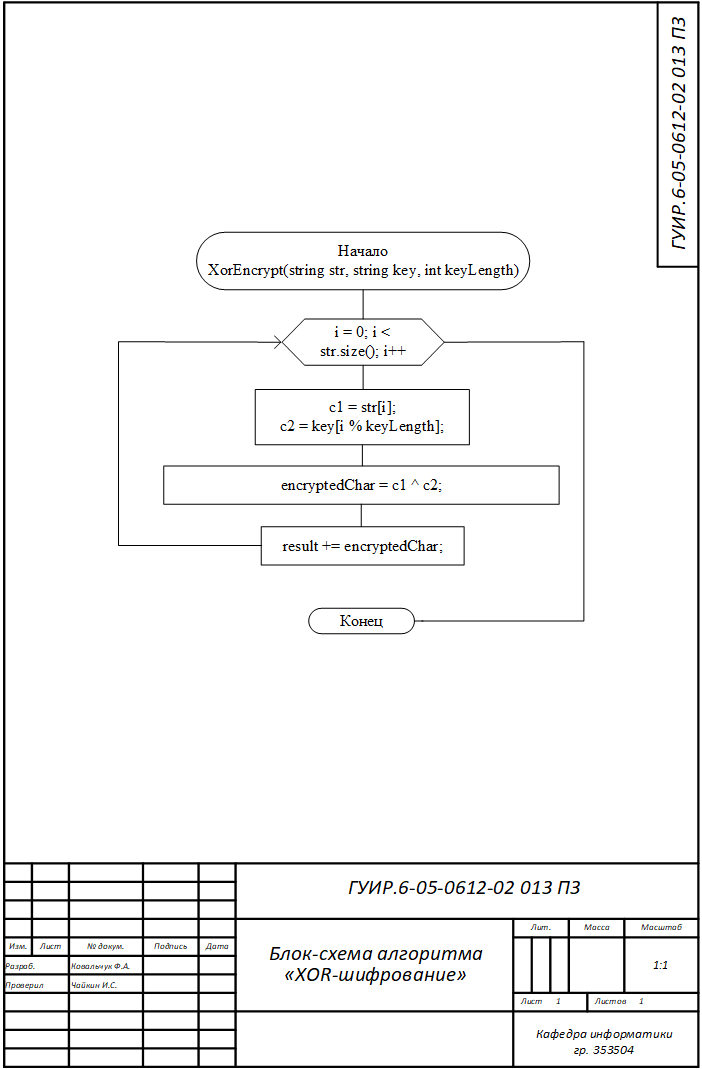 ГУИР.6-05-0612-02 013 ПЗ
Начало
XorEncrypt(string str, string key, int keyLength)
i = 0; i <
str.size(); i++
c1 = str[i];
c2 = key[i % keyLength];
encryptedChar = c1 ^ c2;
result += encryptedChar;
Конец
ГУИР.6-05-0612-02 013 ПЗ
Изм. Лист № докум. Подпись Дата
Разраб. Ковальчук Ф.А.
Проверил Чайкин И.С.
Блок-схема алгоритма
«XOR-шифрование»
Лит. Масса Масштаб
1:1
Лист 1 Листов 1
Кафедра информатики
гр. 353504